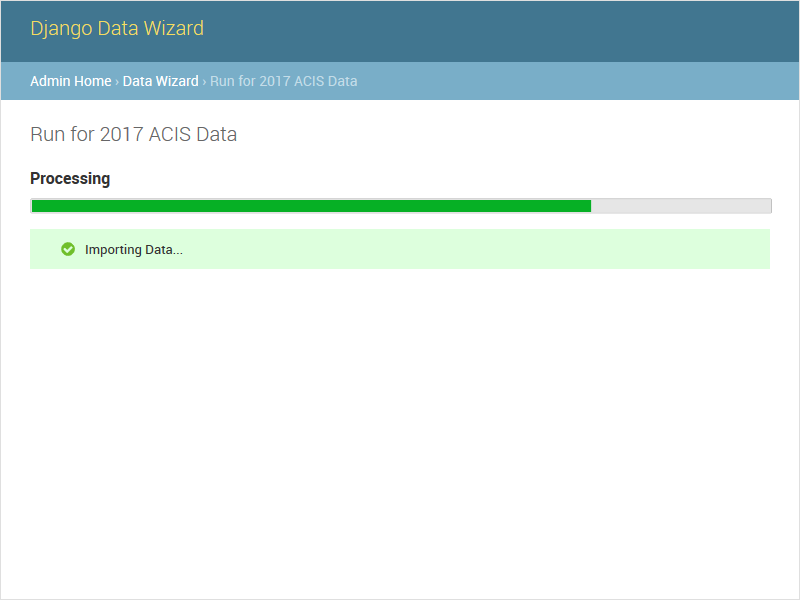 Django Data Wizard
Admin Home › Data Wizard › Run for 2017 ACIS Data
Run for 2017 ACIS Data
Processing
Importing Data...